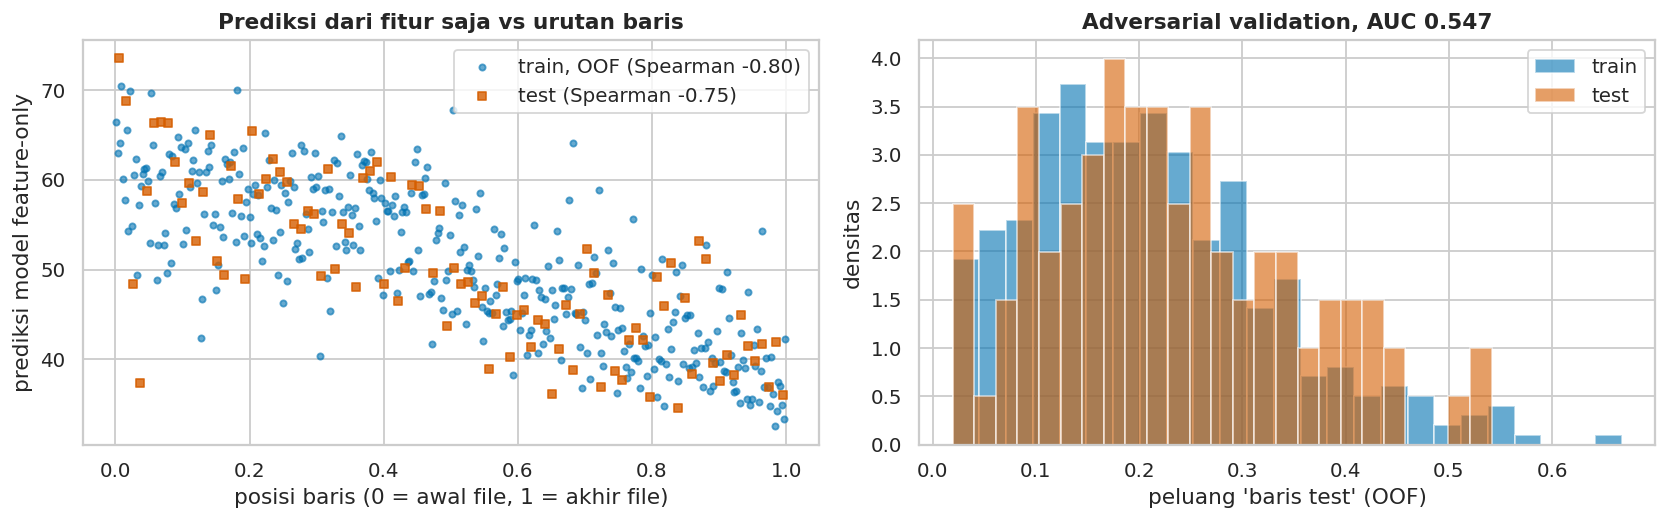 Prediksi dari fitur saja vs urutan baris
train, OOF (Spearman -0.80)
test (Spearman -0.75)
prediksi model feature-only
70
60
50
40
0.0 0.2 0.4 0.6 0.8 1.0
posisi baris (0 = awal file, 1 = akhir file)
Adversarial validation, AUC 0.547
train
test
densitas
4.0
3.5
3.0
2.5
2.0
1.5
1.0
0.5
0.0
0.0 0.1 0.2 0.3 0.4 0.5 0.6
peluang 'baris test' (OOF)